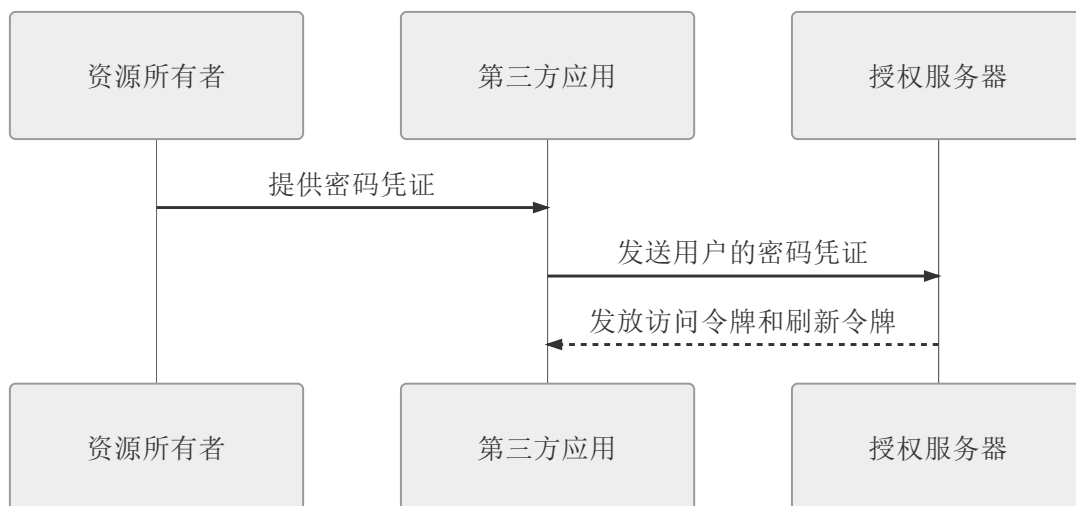 资源所有者
第三方应用
授权服务器
提供密码凭证
发送用户的密码凭证
发放访问令牌和刷新令牌
资源所有者
第三方应用
授权服务器